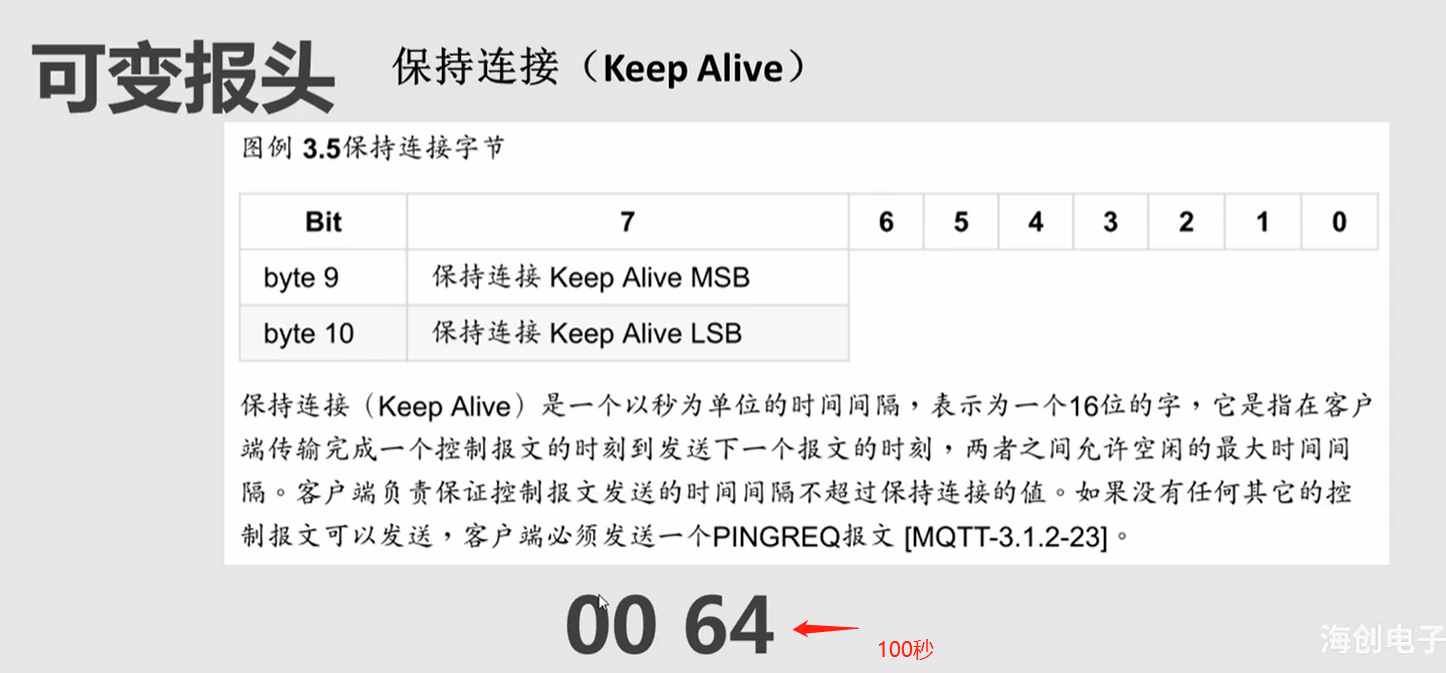 可变报头
保持连接（Keep Alive）
图例 3.5保持连接字节
Bit 7 6 5 4 3 2 1 0
byte 9 保持连接 Keep Alive MSB
byte 10 保持连接 Keep Alive LSB
保持连接（Keep Alive）是一个以秒为单位的时间间隔，表示为一个16位的字，它是指在客户
端传输完成一个控制报文的时刻到发送下一个报文的时刻，两者之间允许空闲的最大时间间
隔。客户端负责保证控制报文发送的时间间隔不超过保持连接的值。如果没有任何其它的控
制报文可以发送，客户端必须发送一个PINGREQ报文 [MQTT-3.1.2-23]。
00 64
100秒
海创电子